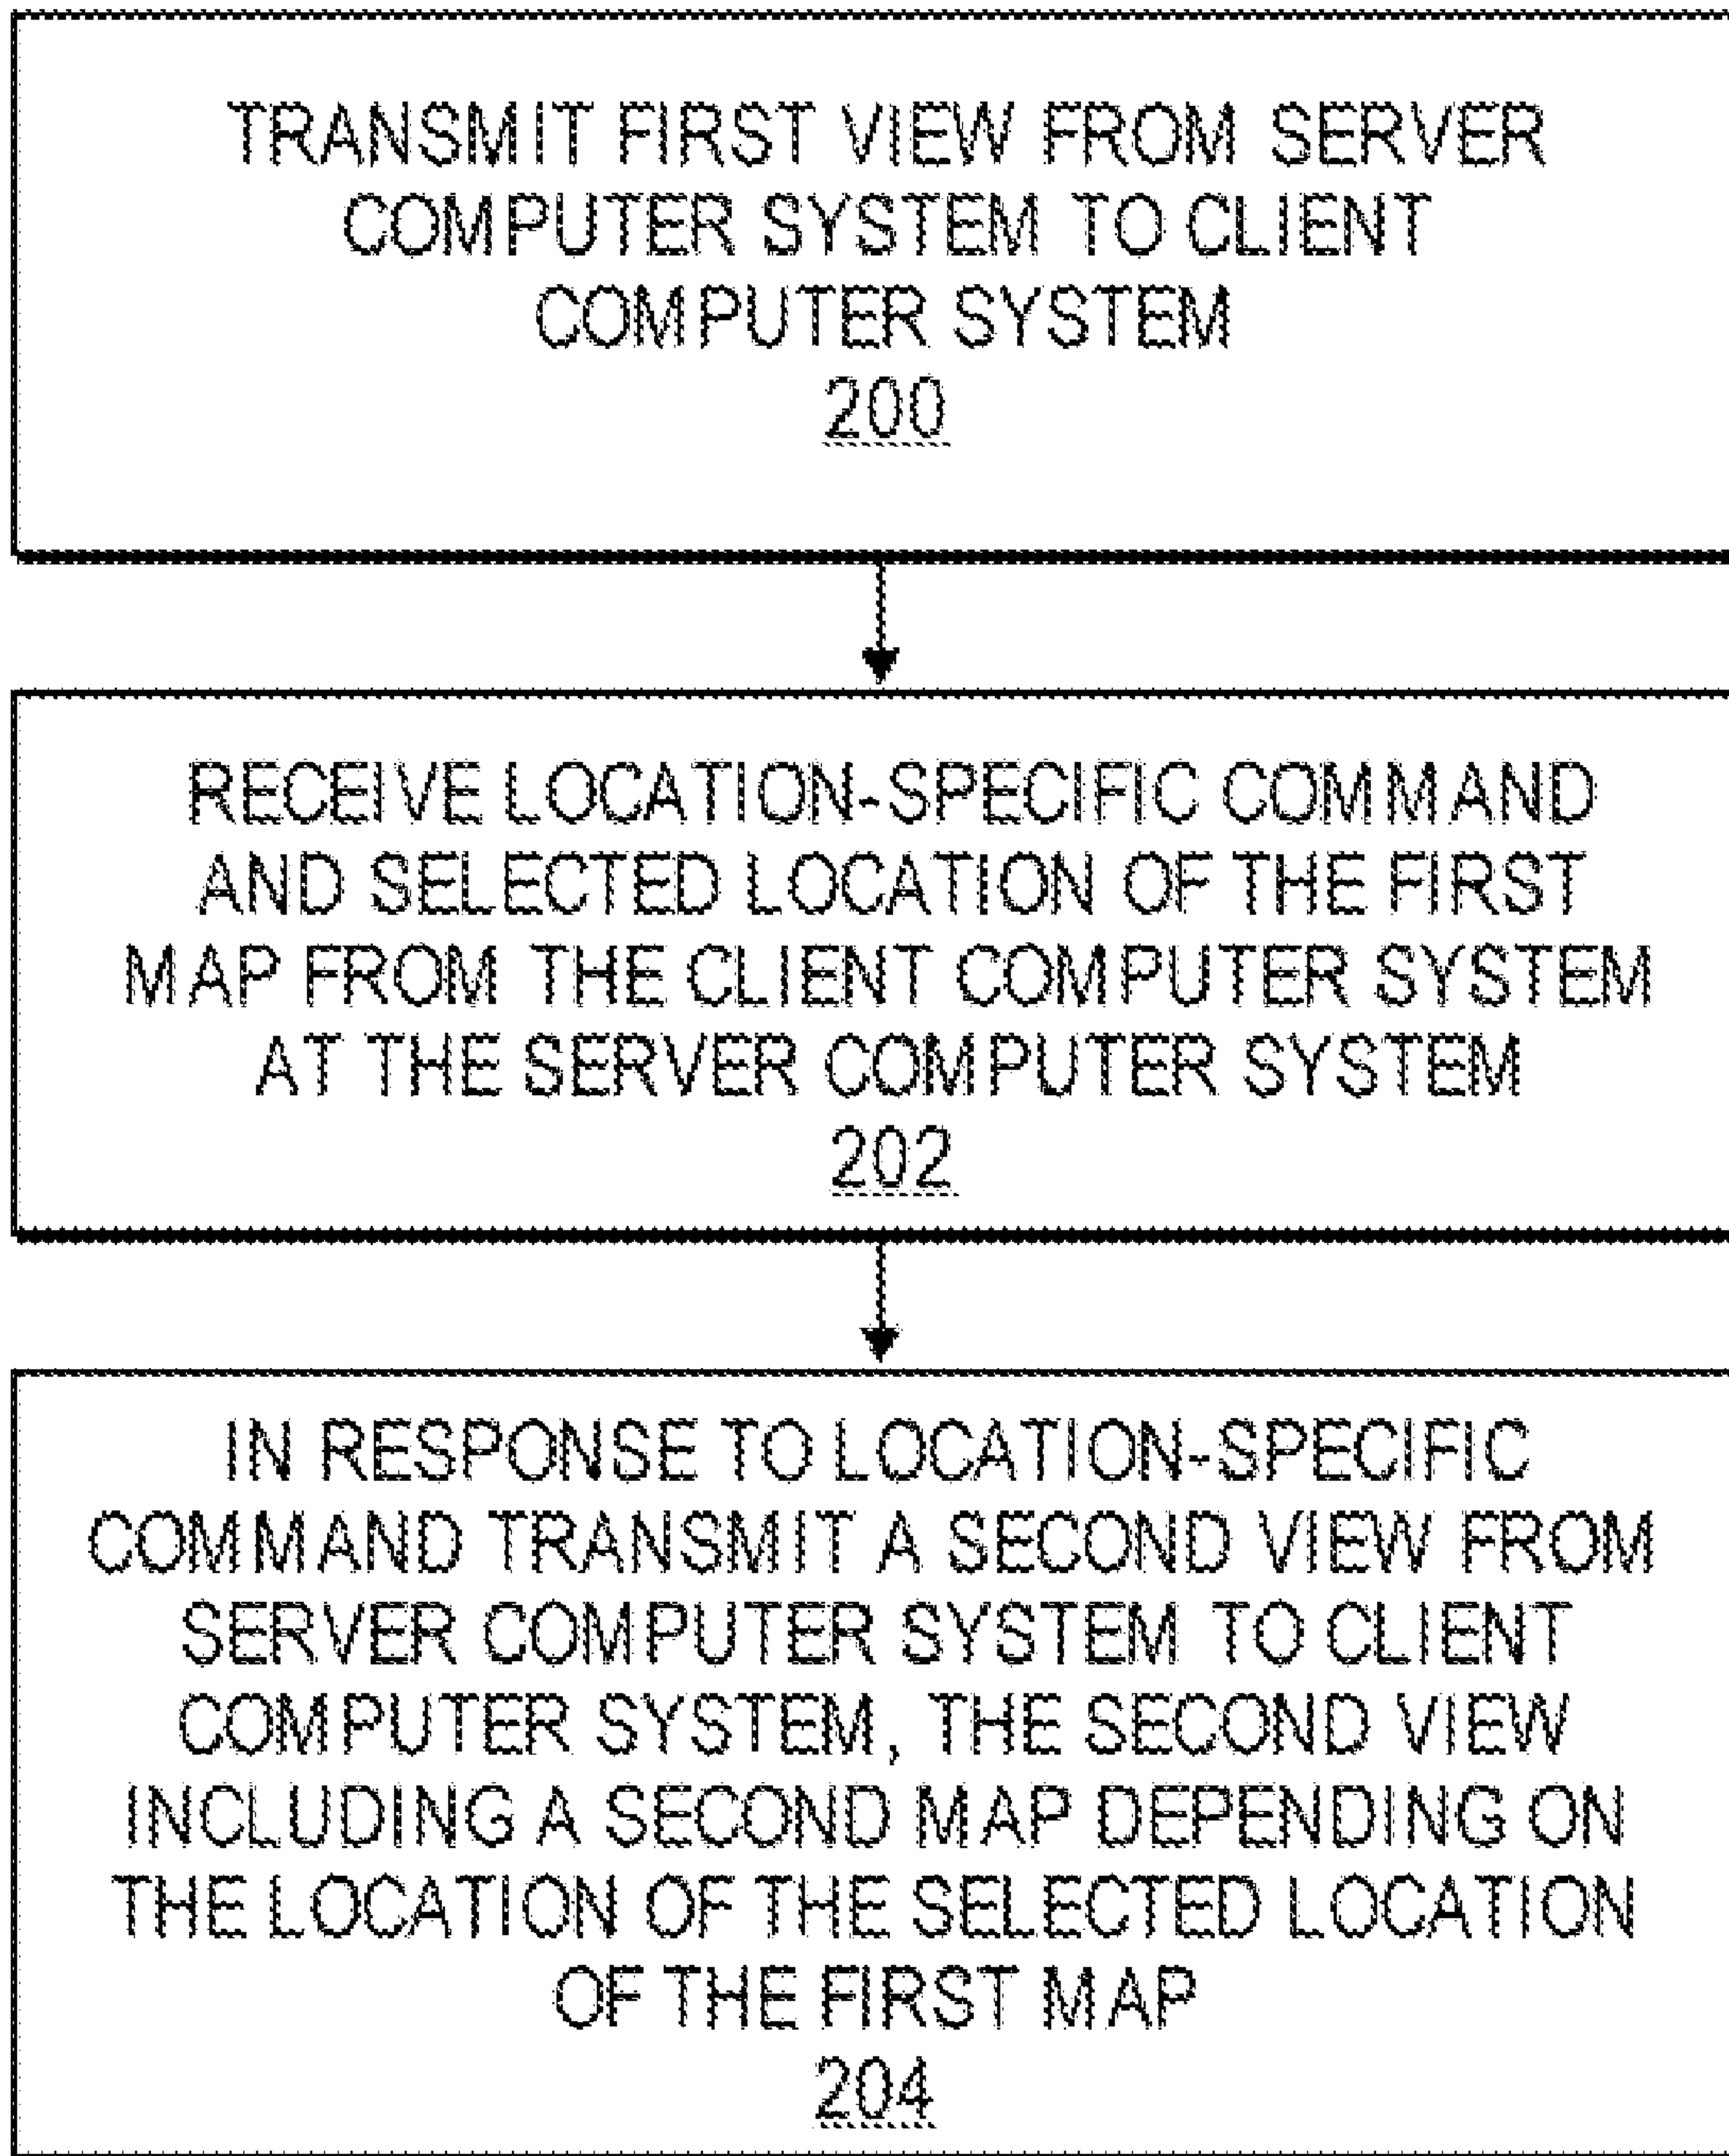 TRANSMIT FIRST VIEW FROM SERVER
COMPUTER SYSTEM TO CLIENT
COMPUTER SYSTEM
200
RECEIVE LOCATION-SPECIFIC COMMAND
AND SELECTED LOCATION OF THE FIRST
MAP FROM THE CLIENT COMPUTER SYSTEM
AT THE SERVER COMPUTER SYSTEM
202
IN RESPONSE TO LOCATION-SPECIFIC
COMMAND TRANSMIT A SECOND VIEW FROM
SERVER COMPUTER SYSTEM TO CLIENT
COMPUTER SYSTEM, THE SECOND VIEW
INCLUDING A SECOND MAP DEPENDING ON
THE LOCATION OF THE SELECTED LOCATION
OF THE FIRST MAP
204